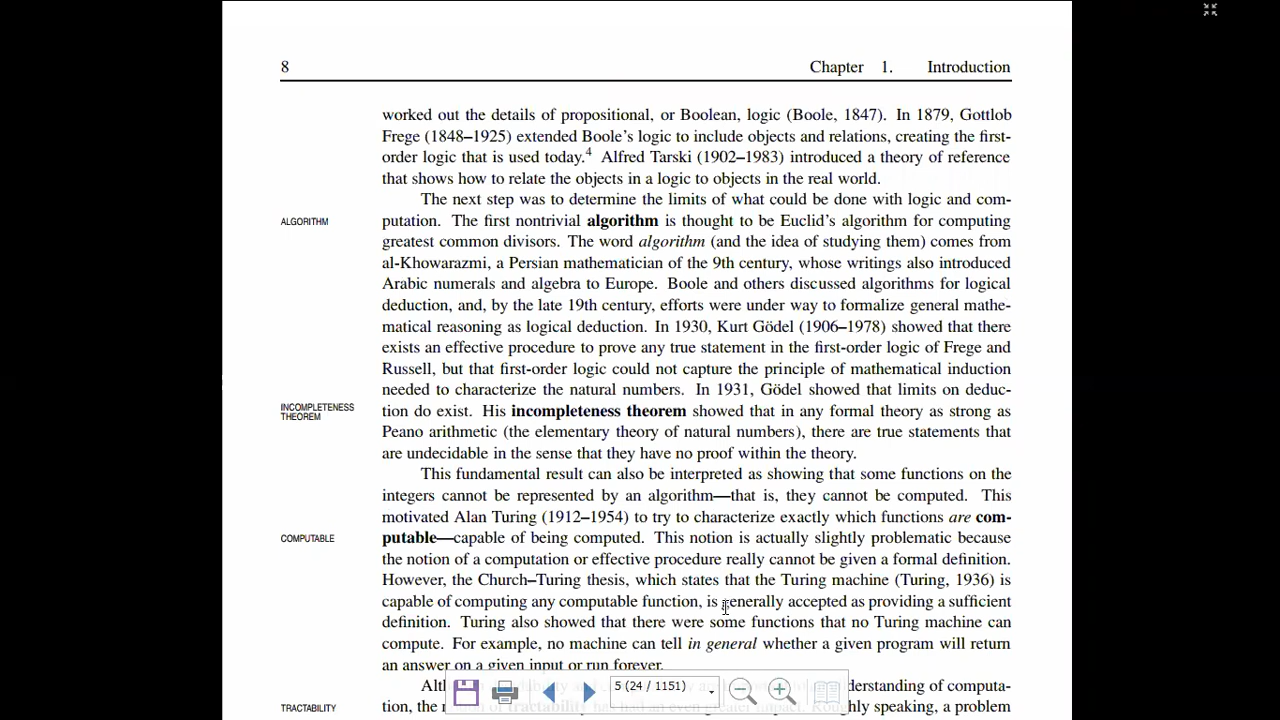 8 Chapter 1. Introduction
worked out the details of propositional, or Boolean, logic (Boole, 1847). In 1879, Gottlob
Frege (1848–1925) extended Boole's logic to include objects and relations, creating the first-
order logic that is used today.4 Alfred Tarski (1902–1983) introduced a theory of reference
that shows how to relate the objects in a logic to objects in the real world.
The next step was to determine the limits of what could be done with logic and com-
ALGORITHM
putation. The first nontrivial algorithm is thought to be Euclid's algorithm for computing
greatest common divisors. The word algorithm (and the idea of studying them) comes from
al-Khowarazmi, a Persian mathematician of the 9th century, whose writings also introduced
Arabic numerals and algebra to Europe. Boole and others discussed algorithms for logical
deduction, and, by the late 19th century, efforts were under way to formalize general mathe-
matical reasoning as logical deduction. In 1930, Kurt Gödel (1906–1978) showed that there
exists an effective procedure to prove any true statement in the first-order logic of Frege and
Russell, but that first-order logic could not capture the principle of mathematical induction
needed to characterize the natural numbers. In 1931, Gödel showed that limits on deduc-
INCOMPLETENESS
THEOREM
tion do exist. His incompleteness theorem showed that in any formal theory as strong as
Peano arithmetic (the elementary theory of natural numbers), there are true statements that
are undecidable in the sense that they have no proof within the theory.
This fundamental result can also be interpreted as showing that some functions on the
integers cannot be represented by an algorithm—that is, they cannot be computed. This
motivated Alan Turing (1912–1954) to try to characterize exactly which functions are com-
COMPUTABLE
putable—capable of being computed. This notion is actually slightly problematic because
the notion of a computation or effective procedure really cannot be given a formal definition.
However, the Church–Turing thesis, which states that the Turing machine (Turing, 1936) is
capable of computing any computable function, is generally accepted as providing a sufficient
definition. Turing also showed that there were some functions that no Turing machine can
compute. For example, no machine can tell in general whether a given program will return
an answer on a given input or run forever.
5 (24 / 1151)
derstanding of computa-
TRACTABILITY
tion, the speaking, a problem